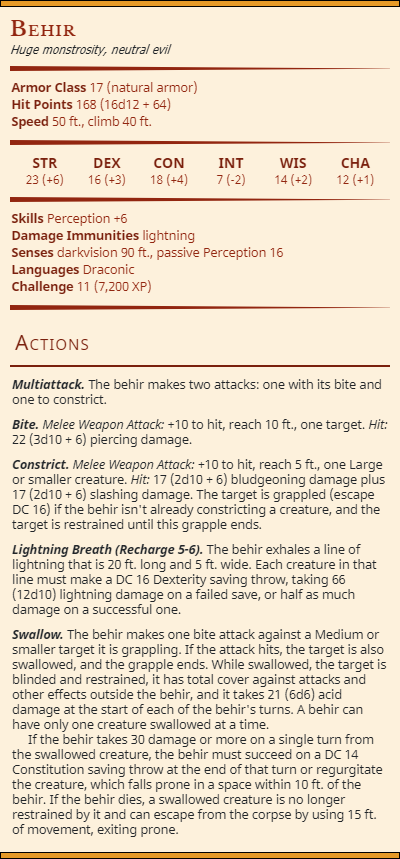 Behir
Huge monstrosity, neutral evil
Armor Class 17 (natural armor)
Hit Points 168 (16d12 + 64)
Speed 50 ft., climb 40 ft.
STR DEX CON INT WIS CHA
23 (+6) 16 (+3) 18 (+4) 7 (-2) 14 (+2) 12 (+1)
Skills Perception +6
Damage Immunities lightning
Senses darkvision 90 ft., passive Perception 16
Languages Draconic
Challenge 11 (7,200 XP)
Actions
Multiattack. The behir makes two attacks: one with its bite and
one to constrict.
Bite. Melee Weapon Attack: +10 to hit, reach 10 ft., one target. Hit:
22 (3d10 + 6) piercing damage.
Constrict. Melee Weapon Attack: +10 to hit, reach 5 ft., one Large
or smaller creature. Hit: 17 (2d10 + 6) bludgeoning damage plus
17 (2d10 + 6) slashing damage. The target is grappled (escape
DC 16) if the behir isn't already constricting a creature, and the
target is restrained until this grapple ends.
Lightning Breath (Recharge 5-6). The behir exhales a line of
lightning that is 20 ft. long and 5 ft. wide. Each creature in that
line must make a DC 16 Dexterity saving throw, taking 66
(12d10) lightning damage on a failed save, or half as much
damage on a successful one.
Swallow. The behir makes one bite attack against a Medium or
smaller target it is grappling. If the attack hits, the target is also
swallowed, and the grapple ends. While swallowed, the target is
blinded and restrained, it has total cover against attacks and
other effects outside the behir, and it takes 21 (6d6) acid
damage at the start of each of the behir's turns. A behir can
have only one creature swallowed at a time.
If the behir takes 30 damage or more on a single turn from
the swallowed creature, the behir must succeed on a DC 14
Constitution saving throw at the end of that turn or regurgitate
the creature, which falls prone in a space within 10 ft. of the
behir. If the behir dies, a swallowed creature is no longer
restrained by it and can escape from the corpse by using 15 ft.
of movement, exiting prone.